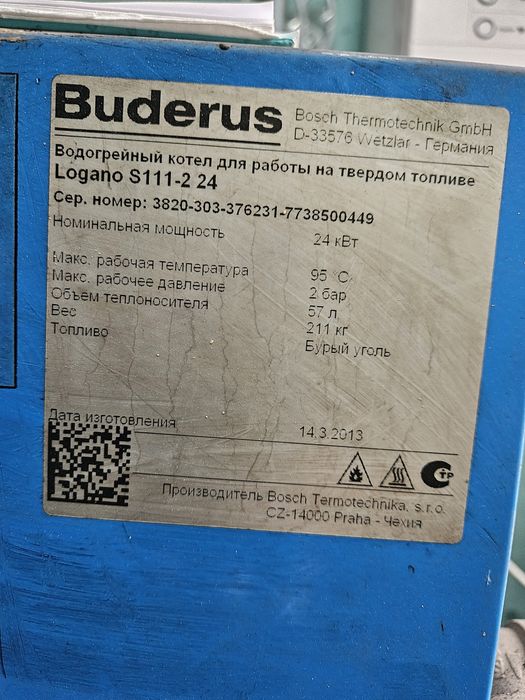 Buderus
Bosch Thermotechnik GmbH
D-33576 Wetzlar - Германия
Водогрейный котел для работы на твердом топливе
Logano S111-2 24
Сер. номер: 3820-303-376231-7738500449
Номинальная мощность 24 кВт
Макс. рабочая температура 95 °C
Макс. рабочее давление 2 бар
Объём теплоносителя 57 л.
Вес 211 кг
Топливо Бурый уголь
Дата изготовления 14.3.2013
Производитель Bosch Termotechnika, s.r.o.
CZ-14000 Praha - Чехия